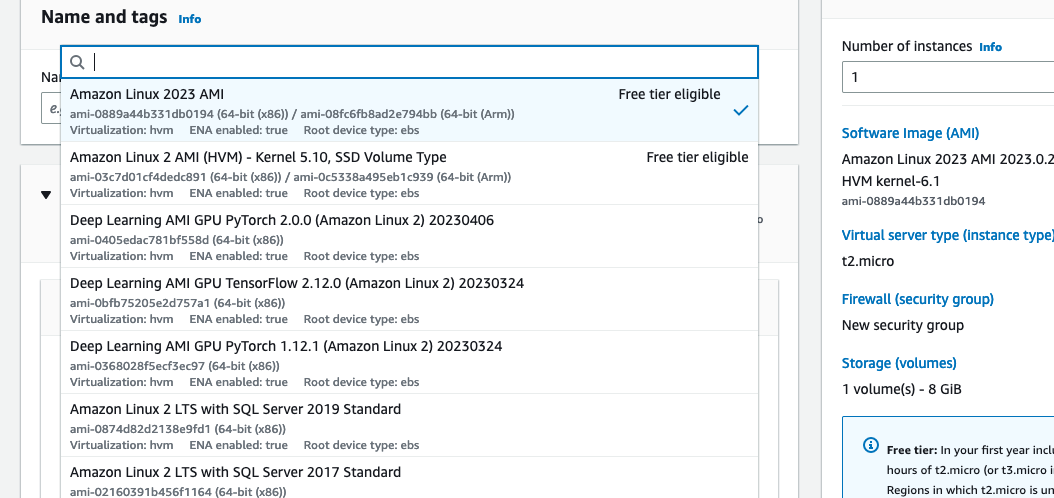 Name and tags Info
Amazon Linux 2023 AMI Free tier eligible
ami-0889a44b331db0194 (64-bit (x86)) / ami-08fc6fb8ad2e794bb (64-bit (Arm))
Virtualization: hvm ENA enabled: true Root device type: ebs
Amazon Linux 2 AMI (HVM) - Kernel 5.10, SSD Volume Type Free tier eligible
ami-03c7d01cf4dedc891 (64-bit (x86)) / ami-0c5338a495eb1c939 (64-bit (Arm))
Virtualization: hvm ENA enabled: true Root device type: ebs
Deep Learning AMI GPU PyTorch 2.0.0 (Amazon Linux 2) 20230406
ami-0405edac781bf558d (64-bit (x86))
Virtualization: hvm ENA enabled: true Root device type: ebs
Deep Learning AMI GPU TensorFlow 2.12.0 (Amazon Linux 2) 20230324
ami-0bfb75205e2d757a1 (64-bit (x86))
Virtualization: hvm ENA enabled: true Root device type: ebs
Deep Learning AMI GPU PyTorch 1.12.1 (Amazon Linux 2) 20230324
ami-0368028f5ecf3ec97 (64-bit (x86))
Virtualization: hvm ENA enabled: true Root device type: ebs
Amazon Linux 2 LTS with SQL Server 2019 Standard
ami-0874d82d2138e9fd1 (64-bit (x86))
Virtualization: hvm ENA enabled: true Root device type: ebs
Amazon Linux 2 LTS with SQL Server 2017 Standard
ami-02160391b456f1164 (64-bit (x86))
Number of instances Info
1
Software Image (AMI)
Amazon Linux 2023 AMI 2023.0.2
HVM kernel-6.1
ami-0889a44b331db0194
Virtual server type (instance type)
t2.micro
Firewall (security group)
New security group
Storage (volumes)
1 volume(s) - 8 GiB
Free tier: In your first year inclu
hours of t2.micro (or t3.micro i
Regions in which t2.micro is un